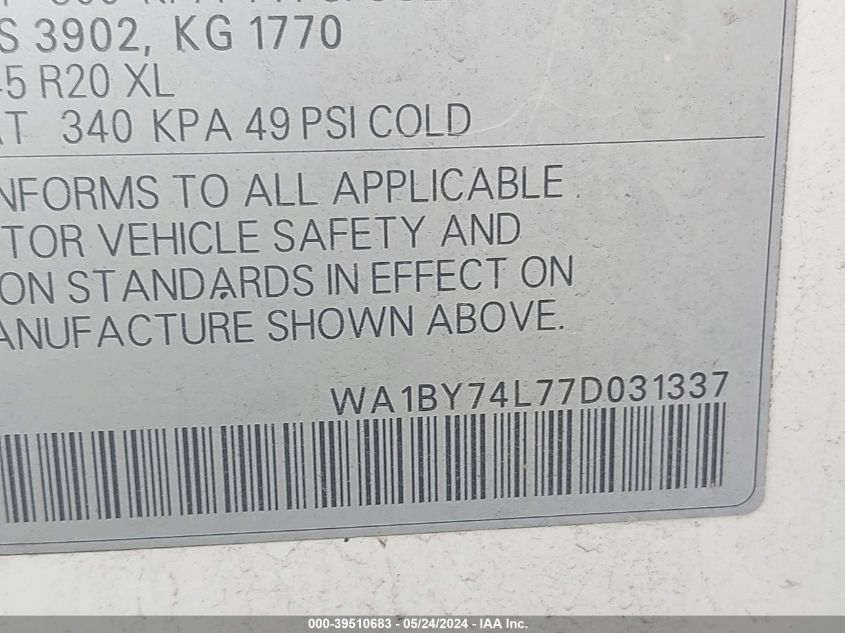 S 3902, KG 1770
45 R20 XL
AT 340 KPA 49 PSI COLD
NFORMS TO ALL APPLICABLE
TOR VEHICLE SAFETY AND
ON STANDARDS IN EFFECT ON
ANUFACTURE SHOWN ABOVE.
WA1BY74L77D031337
000-39510683 - 05/24/2024 - IAA Inc.